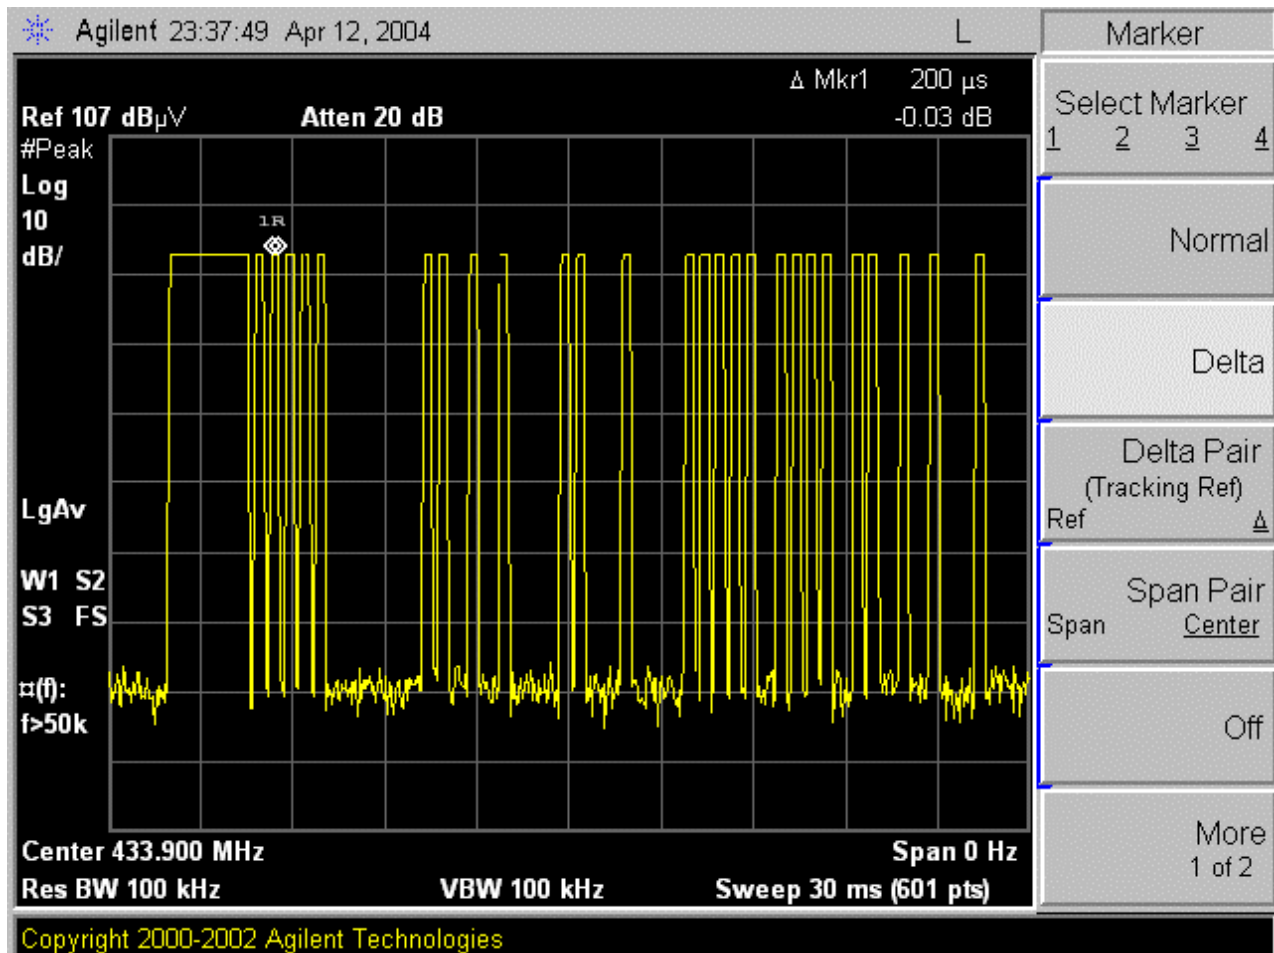 Agilent 23:37:49 Apr 12, 2004 L
Marker
Δ Mkr1 200 µs
Ref 107 dBµV Atten 20 dB -0.03 dB
#Peak
Log
10
dB/
1R
LgAv
W1 S2
S3 FS
¤(f):
f>50k
Center 433.900 MHz Span 0 Hz
Res BW 100 kHz VBW 100 kHz Sweep 30 ms (601 pts)
Copyright 2000-2002 Agilent Technologies
Select Marker
1 2 3 4
Normal
Delta
Delta Pair
(Tracking Ref)
Ref Δ
Span Pair
Span Center
Off
More
1 of 2